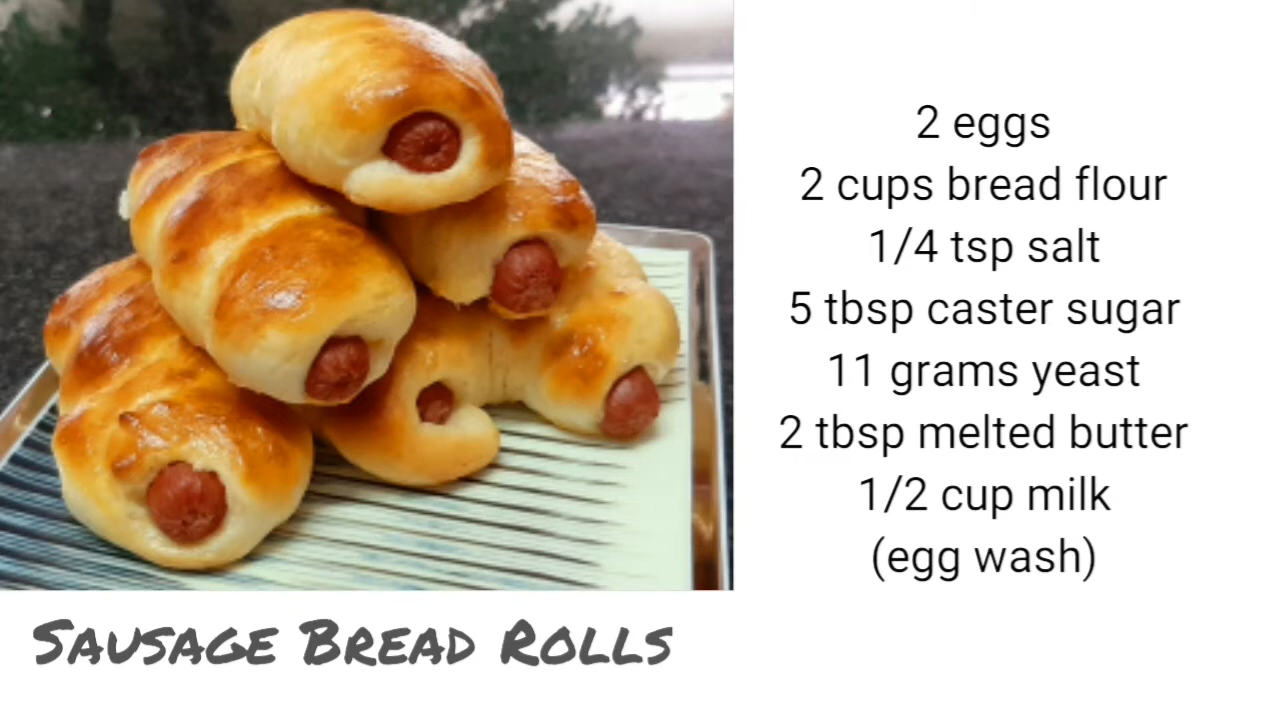 2 eggs
2 cups bread flour
1/4 tsp salt
5 tbsp caster sugar
11 grams yeast
2 tbsp melted butter
1/2 cup milk
(egg wash)
Sausage Bread Rolls